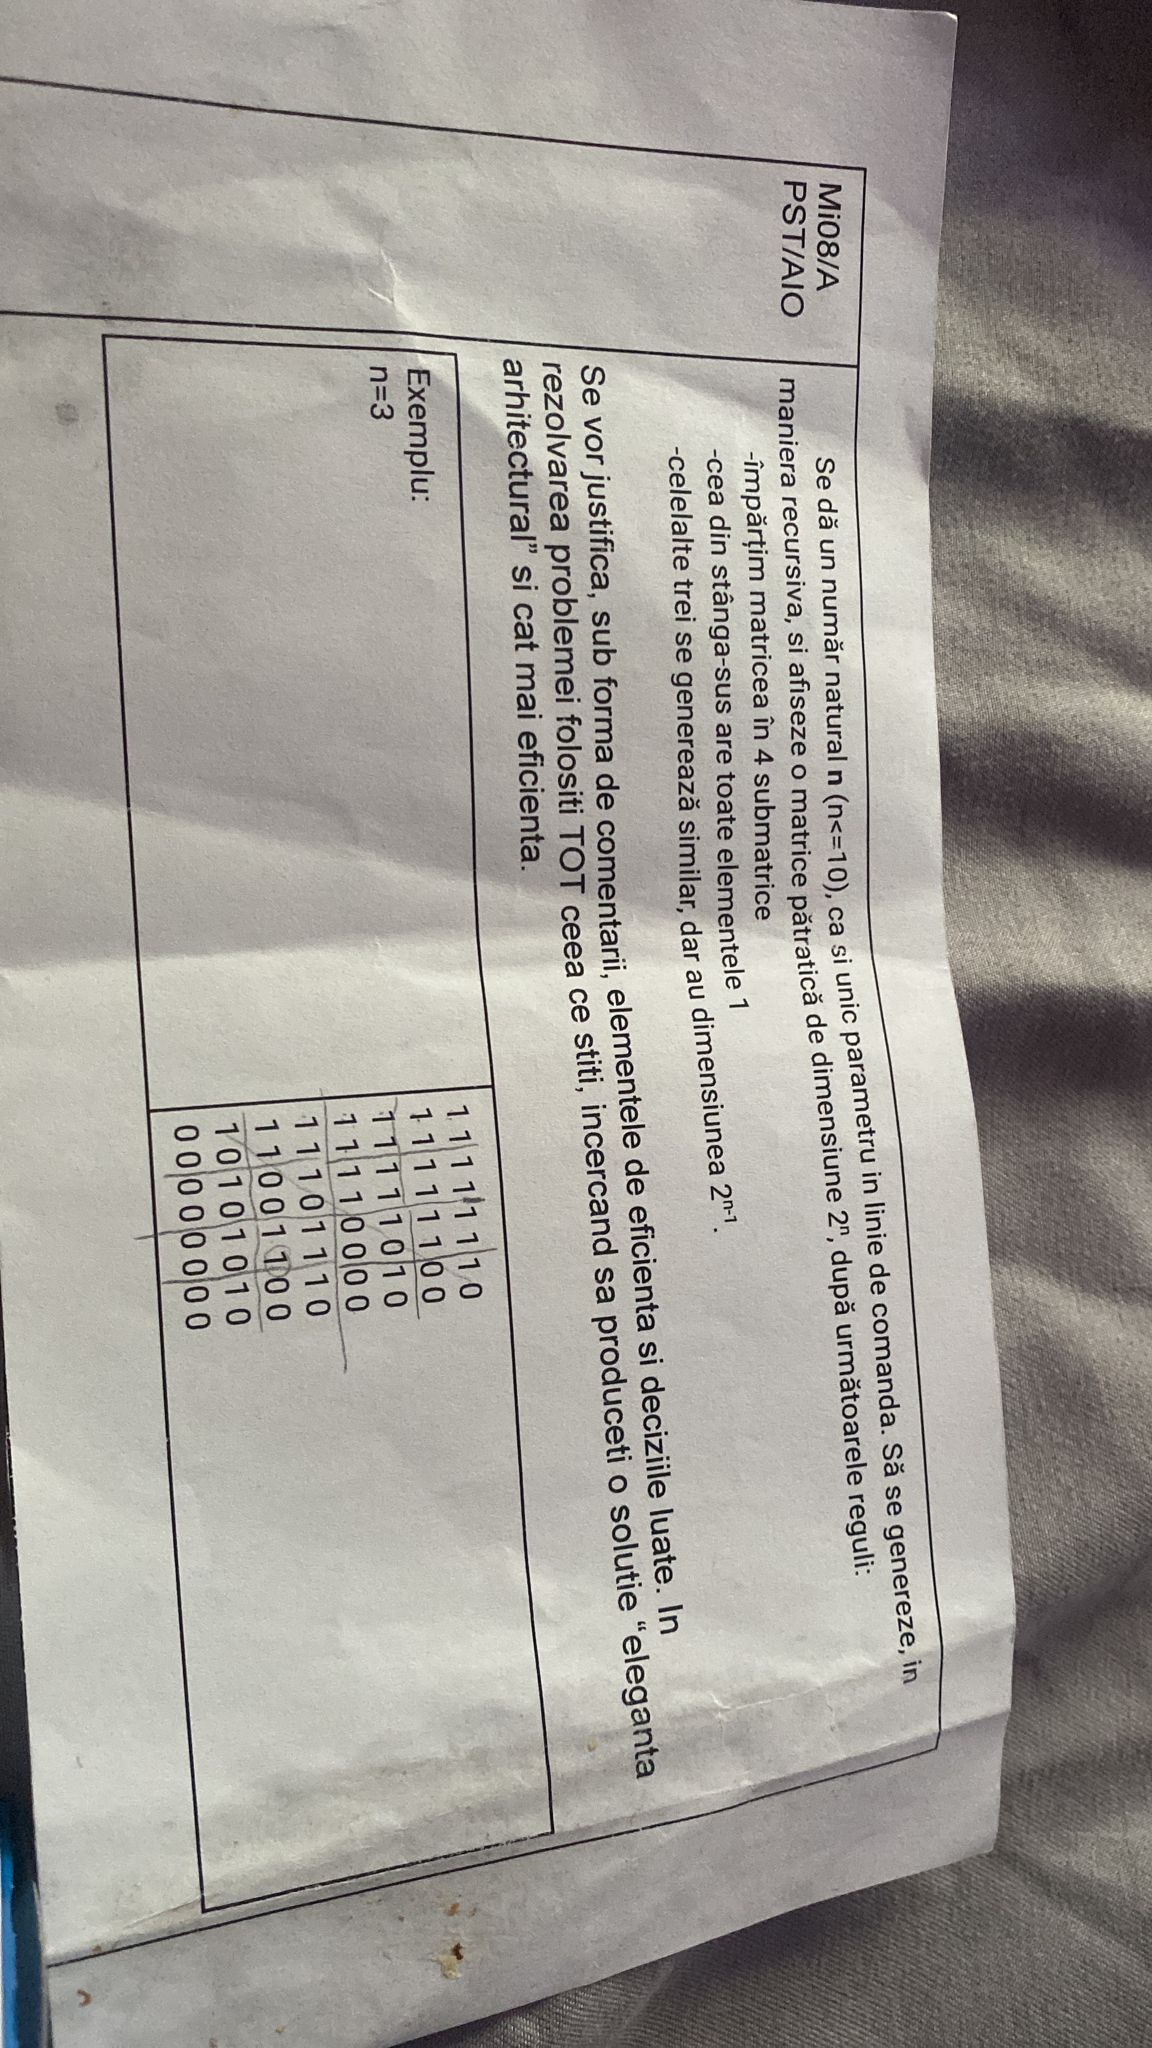 Mi08/A
PST/AIO
Se dă un număr natural n (n<=10), ca si unic parametru in linie de comanda. Să se genereze, in
maniera recursiva, si afiseze o matrice pătratică de dimensiune 2ⁿ, după următoarele reguli:
-împărțim matricea în 4 submatrice
-cea din stânga-sus are toate elementele 1
-celelalte trei se generează similar, dar au dimensiunea 2ⁿ⁻¹.
Se vor justifica, sub forma de comentarii, elementele de eficienta si deciziile luate. In
rezolvarea problemei folositi TOT ceea ce stiti, incercand sa produceti o solutie “eleganta
arhitectural” si cat mai eficienta.
Exemplu:
n=3
1 1 1 1 1 1 1 0
1 1 1 1 1 1 0 0
1 1 1 1 1 0 1 0
1 1 1 1 0 0 0 0
1 1 1 0 1 1 1 0
1 1 0 0 1 1 0 0
1 0 1 0 1 0 1 0
0 0 0 0 0 0 0 0